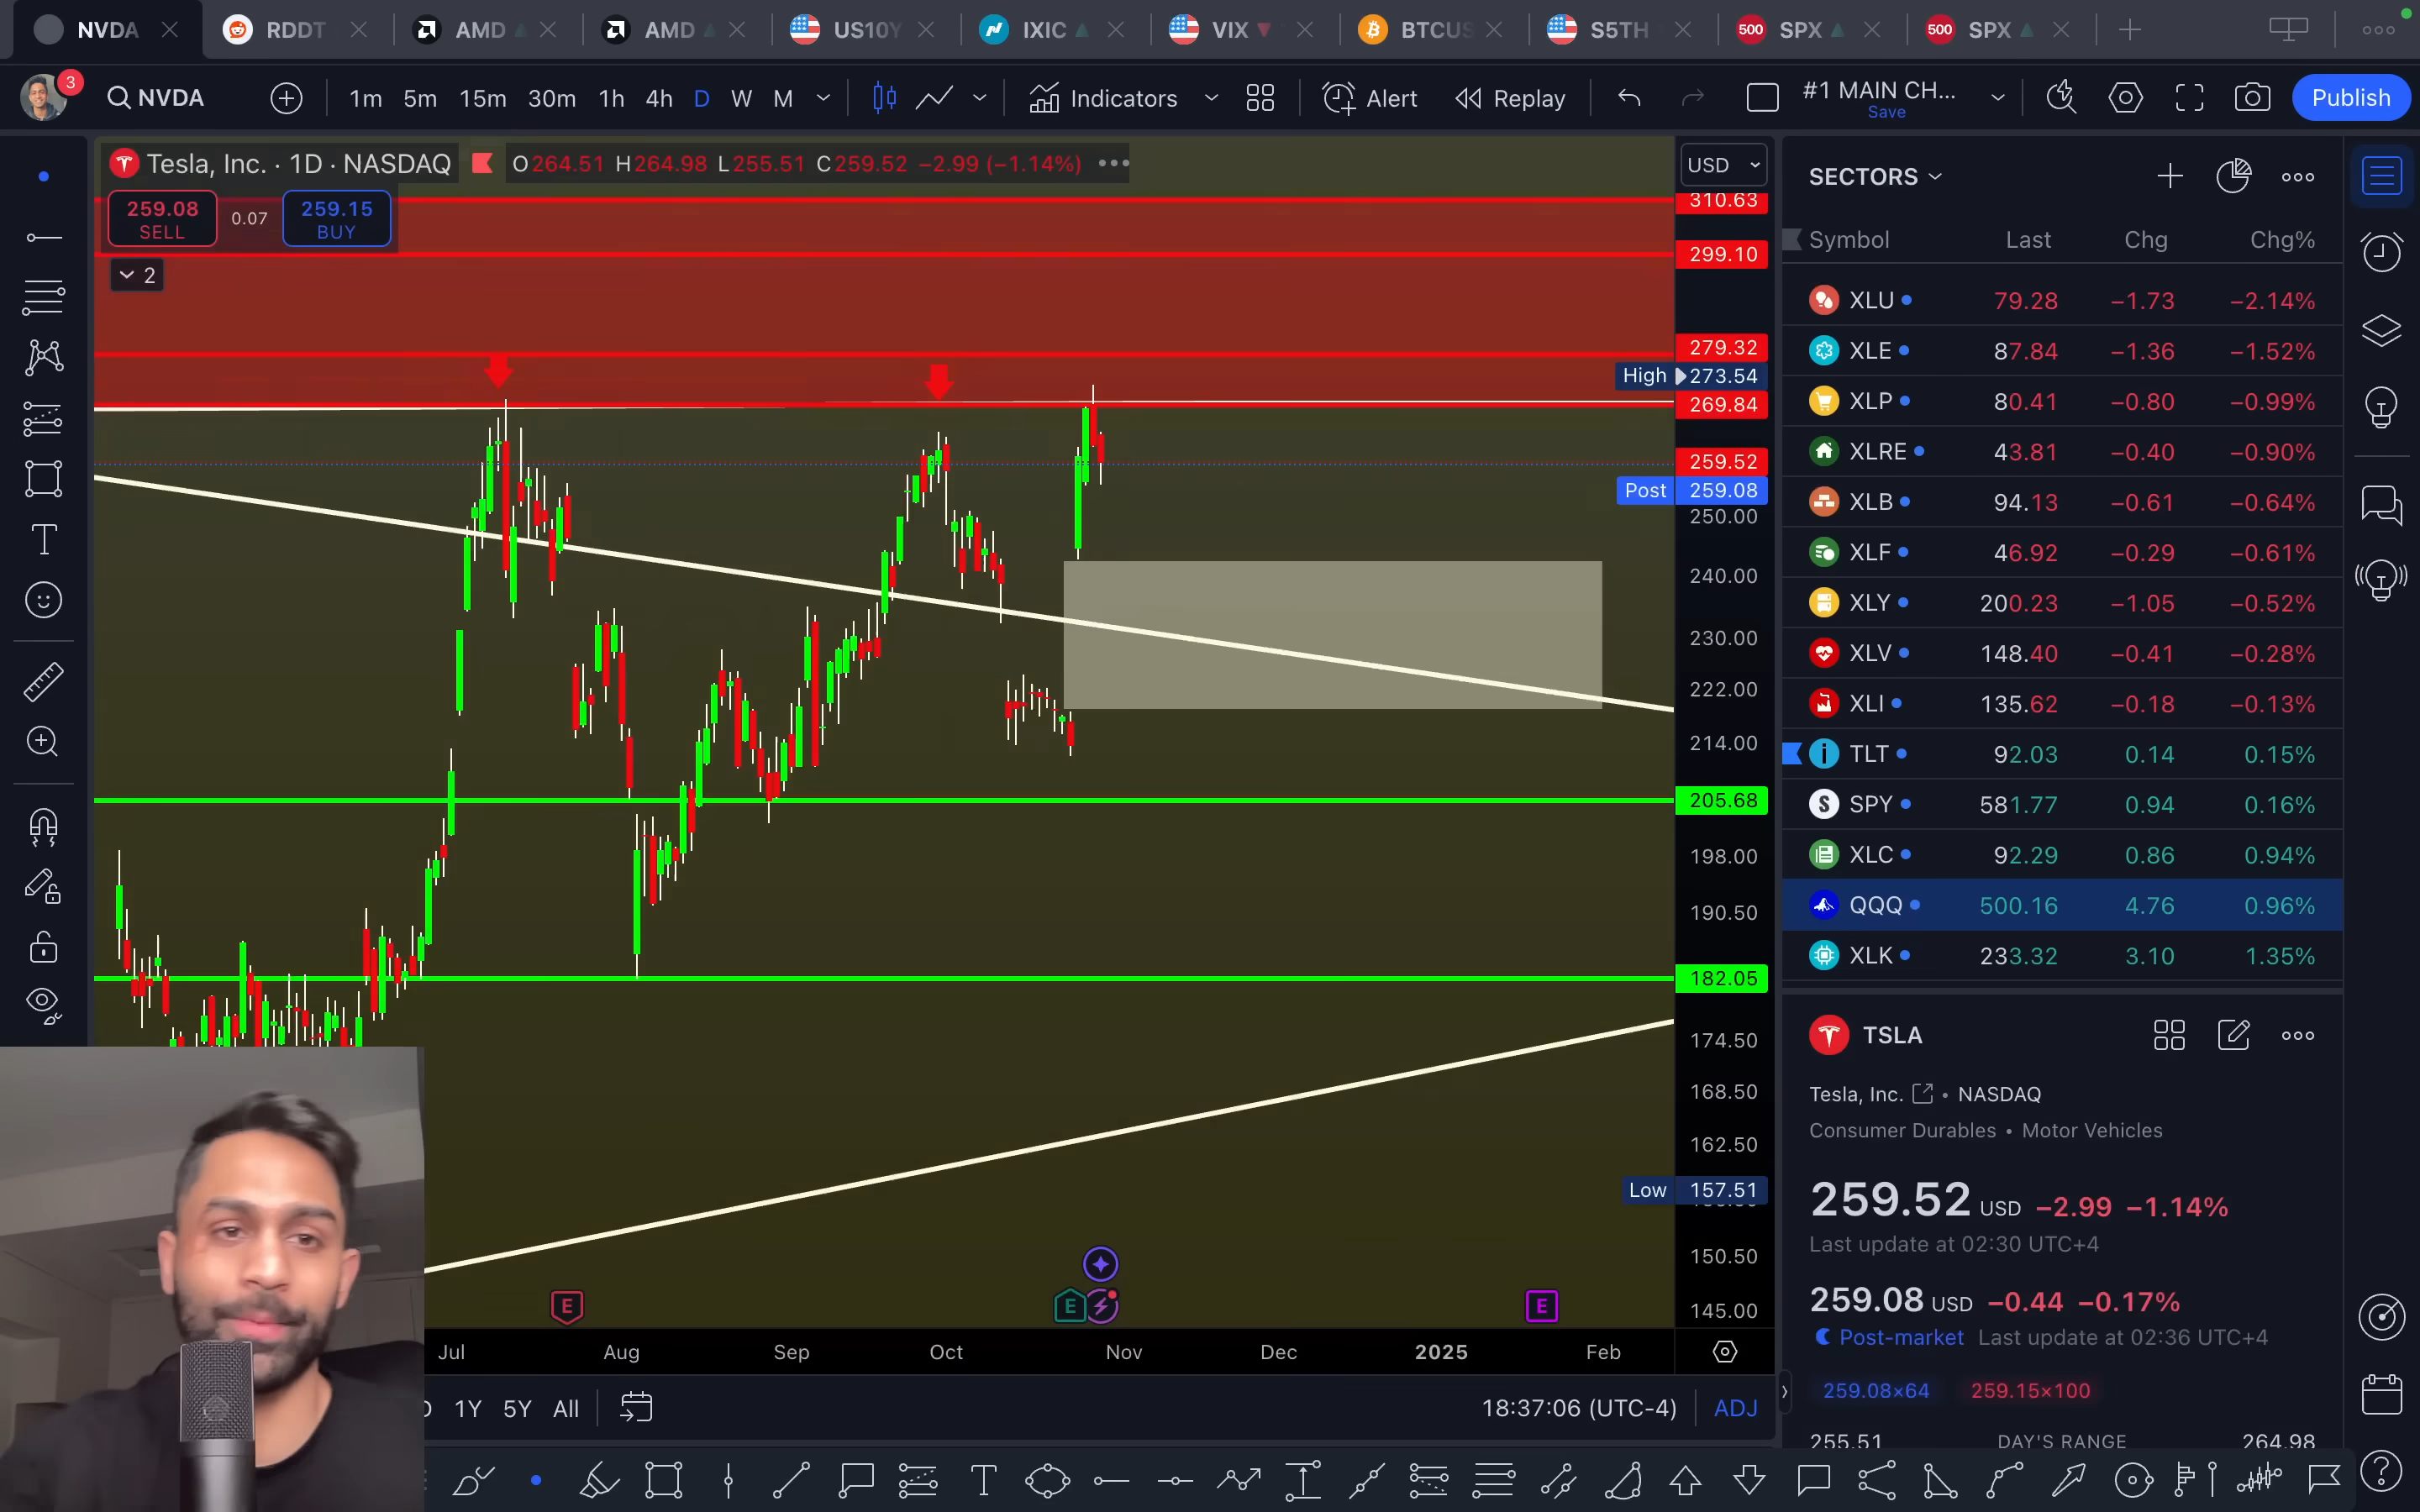 NVDA RDDT AMD AMD US10Y IXIC VIX BTCUS S5TH 500 SPX 500 SPX
3 NVDA 1m 5m 15m 30m 1h 4h D W M Indicators Alert Replay #1 MAIN CH... Save Publish
Tesla, Inc. · 1D · NASDAQ O264.51 H264.98 L255.51 C259.52 −2.99 (−1.14%)
259.08 SELL 0.07 259.15 BUY
2
USD
310.63
299.10
279.32
High 273.54
269.84
259.52
Post 259.08
250.00
240.00
230.00
222.00
214.00
205.68
198.00
190.50
182.05
174.50
168.50
162.50
Low 157.51
150.50
145.00
E E E
Jul Aug Sep Oct Nov Dec 2025 Feb
1Y 5Y All 18:37:06 (UTC-4) ADJ
SECTORS
Symbol Last Chg Chg%
XLU 79.28 −1.73 −2.14%
XLE 87.84 −1.36 −1.52%
XLP 80.41 −0.80 −0.99%
XLRE 43.81 −0.40 −0.90%
XLB 94.13 −0.61 −0.64%
XLF 46.92 −0.29 −0.61%
XLY 200.23 −1.05 −0.52%
XLV 148.40 −0.41 −0.28%
XLI 135.62 −0.18 −0.13%
TLT 92.03 0.14 0.15%
SPY 581.77 0.94 0.16%
XLC 92.29 0.86 0.94%
QQQ 500.16 4.76 0.96%
XLK 233.32 3.10 1.35%
TSLA
Tesla, Inc. • NASDAQ
Consumer Durables • Motor Vehicles
259.52 USD −2.99 −1.14%
Last update at 02:30 UTC+4
259.08 USD −0.44 −0.17%
Post-market Last update at 02:36 UTC+4
259.08×64 259.15×100
255.51 DAY'S RANGE 264.98